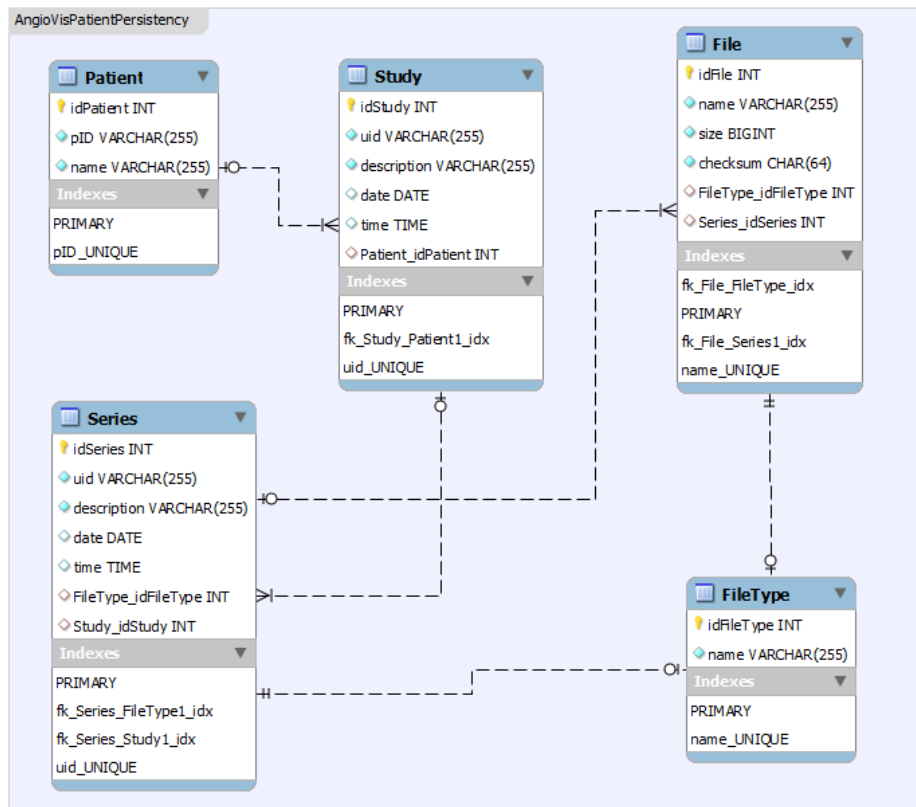 AngioVisPatientPersistency
Patient
idPatient INT
pID VARCHAR(255)
name VARCHAR(255)
Indexes
PRIMARY
pID_UNIQUE
Study
idStudy INT
uid VARCHAR(255)
description VARCHAR(255)
date DATE
time TIME
Patient_idPatient INT
Indexes
PRIMARY
fk_Study_Patient1_idx
uid_UNIQUE
File
idFile INT
name VARCHAR(255)
size BIGINT
checksum CHAR(64)
FileType_idFileType INT
Series_idSeries INT
Indexes
fk_File_FileType_idx
PRIMARY
fk_File_Series1_idx
name_UNIQUE
Series
idSeries INT
uid VARCHAR(255)
description VARCHAR(255)
date DATE
time TIME
FileType_idFileType INT
Study_idStudy INT
Indexes
PRIMARY
fk_Series_FileType1_idx
fk_Series_Study1_idx
uid_UNIQUE
FileType
idFileType INT
name VARCHAR(255)
Indexes
PRIMARY
name_UNIQUE